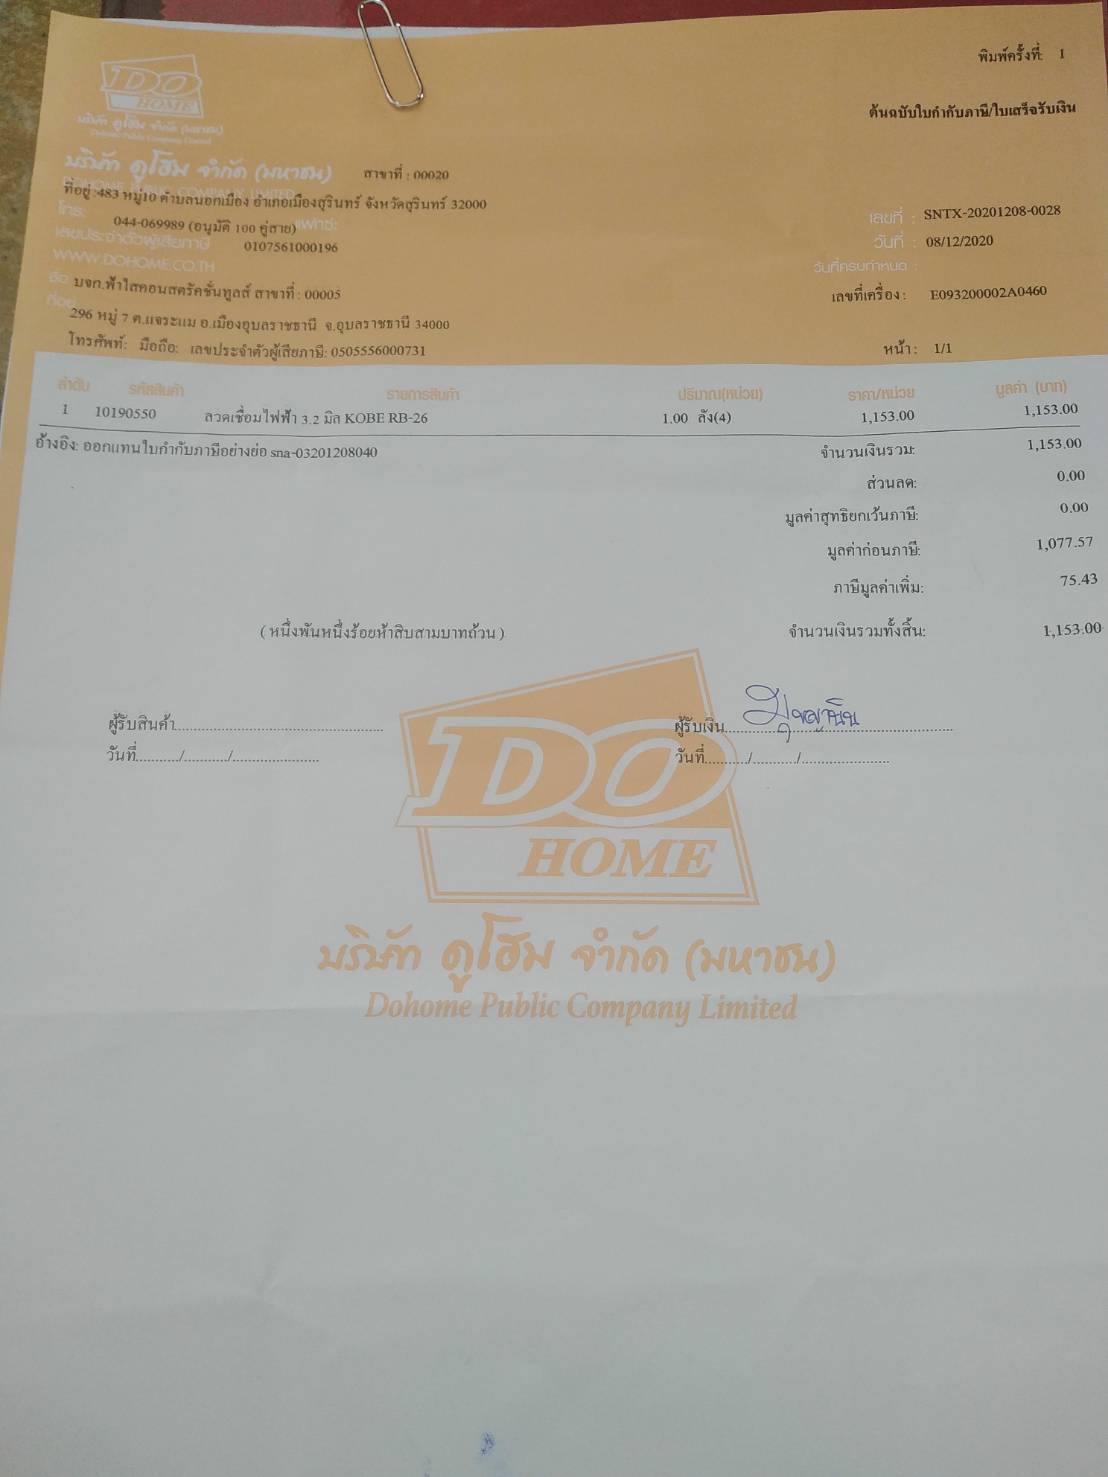 พิมพ์ครั้งที่: 1
ต้นฉบับใบกำกับภาษี/ใบเสร็จรับเงิน
DO
HOME
บริษัท ดูโฮม จำกัด (มหาชน)
Dohome Public Company Limited
บริษัท ดูโฮม จำกัด (มหาชน) สาขาที่ : 00020
DOHOME PUBLIC COMPANY LIMITED
ที่อยู่ :483 หมู่10 ตำบลนอกเมือง อำเภอเมืองสุรินทร์ จังหวัดสุรินทร์ 32000
โทร: 044-069989 (อนุมัติ 100 คู่สาย) แฟกซ์:
เลขประจำตัวผู้เสียภาษี 0107561000196
WWW.DOHOME.CO.TH
เลขที่ : SNTX-20201208-0028
วันที่ : 08/12/2020
วันที่ครบกำหนด :
เลขที่เครื่อง : E093200002A0460
ชื่อ บจก.ฟ้าใสคอนสตรัคชั่นทูลส์ สาขาที่ : 00005
ที่อยู่ 296 หมู่ 7 ต.แจระแม อ.เมืองอุบลราชธานี จ.อุบลราชธานี 34000
โทรศัพท์: มือถือ: เลขประจำตัวผู้เสียภาษี: 0505556000731
หน้า : 1/1
ลำดับ รหัสสินค้า รายการสินค้า ปริมาณ(หน่วย) ราคา/หน่วย มูลค่า (บาท)
1 10190550 ลวดเชื่อมไฟฟ้า 3.2 มิล KOBE RB-26 1.00 ลัง(4) 1,153.00 1,153.00
อ้างอิง: ออกแทนใบกำกับภาษีอย่างย่อ sna-03201208040
จำนวนเงินรวม: 1,153.00
ส่วนลด: 0.00
มูลค่าสุทธิยกเว้นภาษี: 0.00
มูลค่าก่อนภาษี: 1,077.57
ภาษีมูลค่าเพิ่ม: 75.43
( หนึ่งพันหนึ่งร้อยห้าสิบสามบาทถ้วน ) จำนวนเงินรวมทั้งสิ้น: 1,153.00
ผู้รับสินค้า
วันที่........../.........../.....................
ผู้รับเงิน
วันที่........../.........../.....................
DO
HOME
บริษัท ดูโฮม จำกัด (มหาชน)
Dohome Public Company Limited